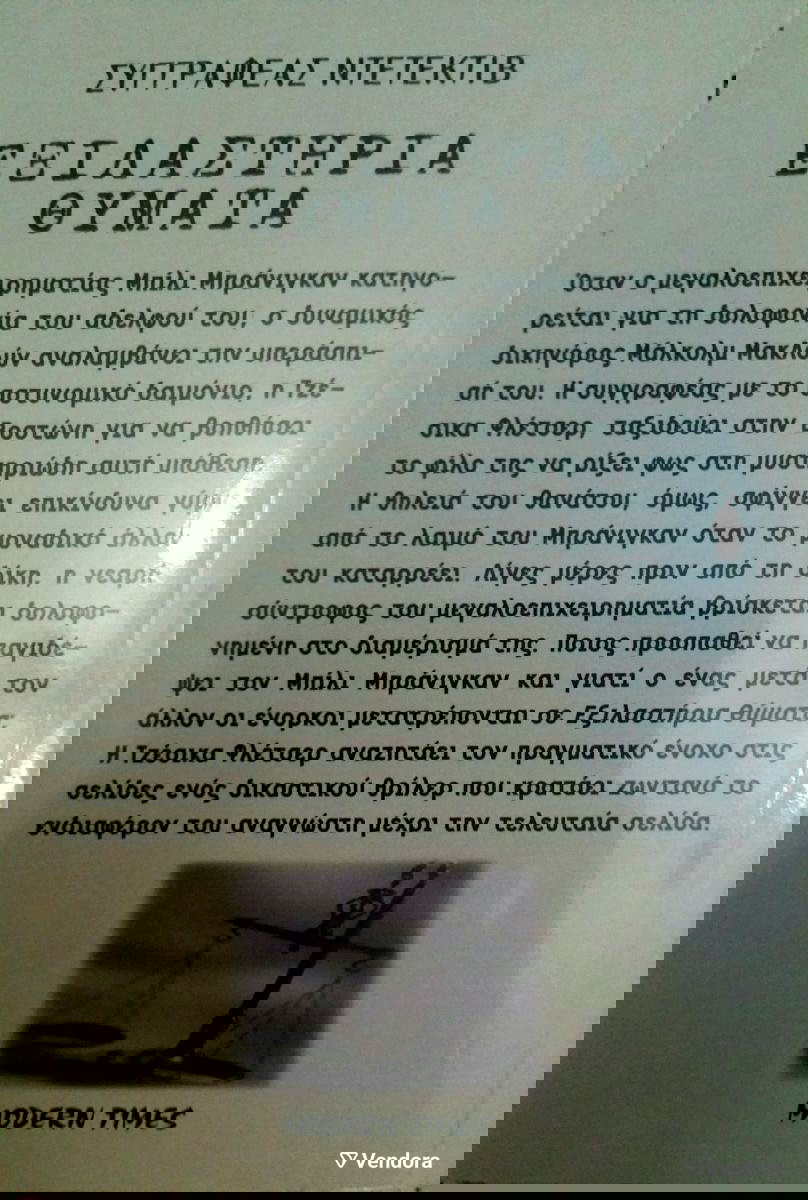 ΣΥΓΓΡΑΦΕΑΣ ΝΤΕΤΕΚΤΙΒ
ΕΞΙΛΑΣΤΗΡΙΑ
ΘΥΜΑΤΑ
Όταν ο μεγαλοεπιχειρηματίας Μπίλι Μπράνιγκαν κατηγο-
ρείται για τη δολοφονία του αδελφού του, ο δυναμικός
δικηγόρος Μάλκολμ Μακλούν αναλαμβάνει την υπεράσπι-
σή του. Η συγγραφέας με το αστυνομικό δαιμόνιο, η Τζέ-
σικα Φλέτσερ, ταξιδεύει στην Βοστώνη για να βοηθήσει
το φίλο της να ρίξει φως στη μυστηριώδη αυτή υπόθεση.
Η θηλειά του θανάτου, όμως, σφίγγει επικίνδυνα γύρω
από το λαιμό του Μπράνιγκαν όταν το μοναδικό άλλοθι
του καταρρέει. Λίγες μέρες πριν από τη δίκη, η νεαρή
σύντροφος του μεγαλοεπιχειρηματία βρίσκεται δολοφο-
νημένη στο διαμέρισμά της. Ποιος προσπαθεί να παγιδέ-
ψει τον Μπίλι Μπράνιγκαν και γιατί ο ένας μετά τον
άλλον οι ένορκοι μετατρέπονται σε Εξιλαστήρια Θύματα;
Η Τζέσικα Φλέτσερ αναζητάει τον πραγματικό ένοχο στις
σελίδες ενός δικαστικού θρίλερ που κρατάει ζωντανό το
ενδιαφέρον του αναγνώστη μέχρι την τελευταία σελίδα.
MODERN TIMES
Vendora